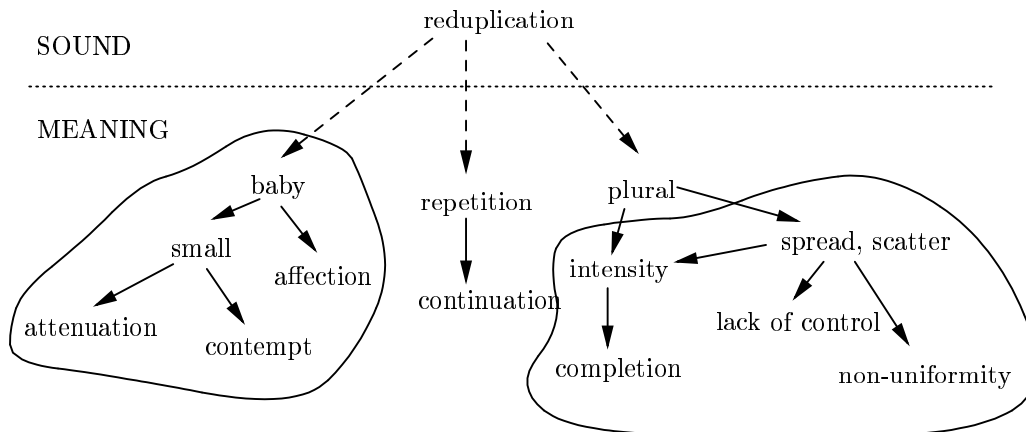 reduplication
SOUND
MEANING
baby
repetition
plural
small
affection
spread, scatter
intensity
continuation
attenuation
contempt
lack of control
completion
non-uniformity